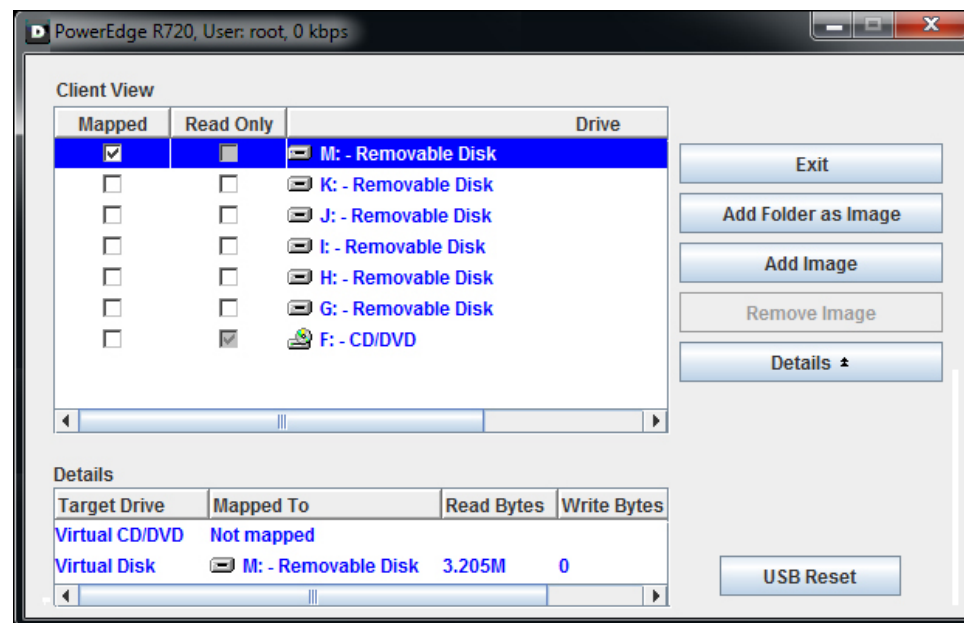 PowerEdge R720, User: root, 0 kbps
Client View
Mapped Read Only Drive
M: - Removable Disk
K: - Removable Disk
J: - Removable Disk
I: - Removable Disk
H: - Removable Disk
G: - Removable Disk
F: - CD/DVD
Exit
Add Folder as Image
Add Image
Remove Image
Details
Details
Target Drive Mapped To Read Bytes Write Bytes
Virtual CD/DVD Not mapped
Virtual Disk M: - Removable Disk 3.205M 0
USB Reset